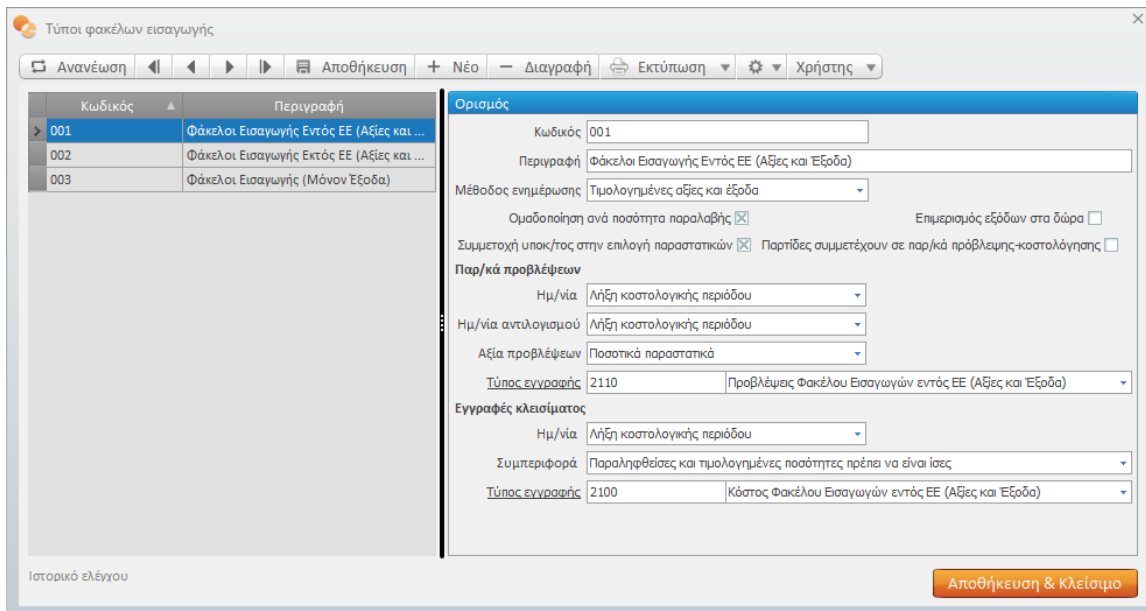 Τύποι φακέλων εισαγωγής
Ανανέωση Αποθήκευση Νέο Διαγραφή Εκτύπωση Χρήστης
Κωδικός Περιγραφή
001 Φάκελοι Εισαγωγής Εντός ΕΕ (Αξίες και ...
002 Φάκελοι Εισαγωγής Εκτός ΕΕ (Αξίες και ...
003 Φάκελοι Εισαγωγής (Μόνον Έξοδα)
Ορισμός
Κωδικός 001
Περιγραφή Φάκελοι Εισαγωγής Εντός ΕΕ (Αξίες και Έξοδα)
Μέθοδος ενημέρωσης Τιμολογημένες αξίες και έξοδα
Ομαδοποίηση ανά ποσότητα παραλαβής Επιμερισμός εξόδων στα δώρα
Συμμετοχή υποκ/τος στην επιλογή παραστατικών Παρτίδες συμμετέχουν σε παρ/κά πρόβλεψης-κοστολόγησης
Παρ/κά προβλέψεων
Ημ/νία Λήξη κοστολογικής περιόδου
Ημ/νία αντιλογισμού Λήξη κοστολογικής περιόδου
Αξία προβλέψεων Ποσοτικά παραστατικά
Τύπος εγγραφής 2110 Προβλέψεις Φακέλου Εισαγωγών εντός ΕΕ (Αξίες και Έξοδα)
Εγγραφές κλεισίματος
Ημ/νία Λήξη κοστολογικής περιόδου
Συμπεριφορά Παραληφθείσες και τιμολογημένες ποσότητες πρέπει να είναι ίσες
Τύπος εγγραφής 2100 Κόστος Φακέλου Εισαγωγών εντός ΕΕ (Αξίες και Έξοδα)
Ιστορικό ελέγχου
Αποθήκευση & Κλείσιμο